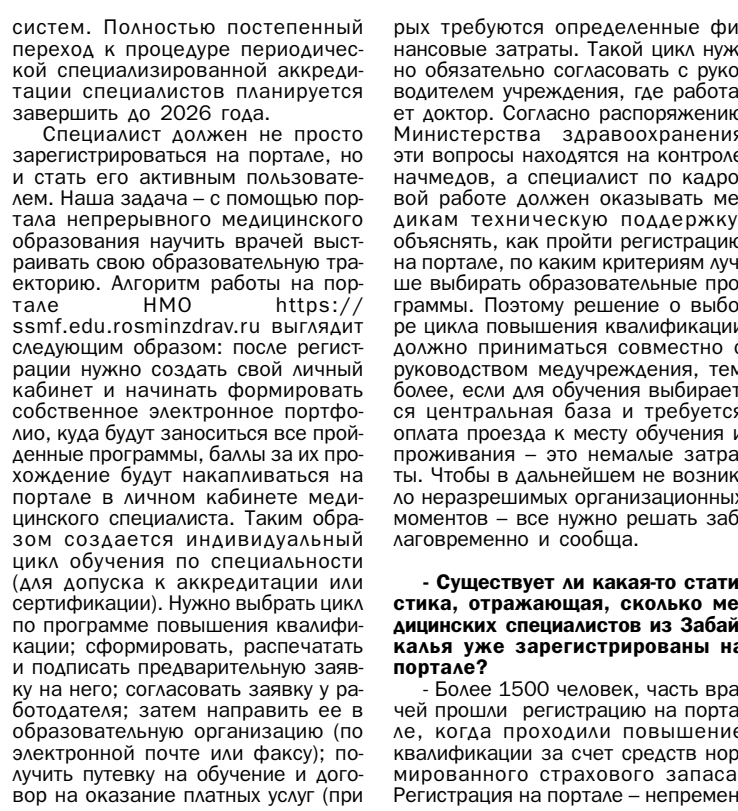 систем. Полностью постепенный
переход к процедуре периодичес-
кой специализированной аккреди-
тации специалистов планируется
завершить до 2026 года.
Специалист должен не просто
зарегистрироваться на портале, но
и стать его активным пользовате-
лем. Наша задача – с помощью пор-
тала непрерывного медицинского
образования научить врачей выст-
раивать свою образовательную тра-
екторию. Алгоритм работы на пор-
тале НМО https://
ssmf.edu.rosminzdrav.ru выглядит
следующим образом: после регист-
рации нужно создать свой личный
кабинет и начинать формировать
собственное электронное портфо-
лио, куда будут заноситься все прой-
денные программы, баллы за их про-
хождение будут накапливаться на
портале в личном кабинете меди-
цинского специалиста. Таким обра-
зом создается индивидуальный
цикл обучения по специальности
(для допуска к аккредитации или
сертификации). Нужно выбрать цикл
по программе повышения квалифи-
кации; сформировать, распечатать
и подписать предварительную заяв-
ку на него; согласовать заявку у ра-
ботодателя; затем направить ее в
образовательную организацию (по
электронной почте или факсу); по-
лучить путевку на обучение и дого-
вор на оказание платных услуг (при
рых требуются определенные фи
нансовые затраты. Такой цикл нуж
но обязательно согласовать с руко
водителем учреждения, где работа
ет доктор. Согласно распоряжению
Министерства здравоохранения
эти вопросы находятся на контроле
начмедов, а специалист по кадро
вой работе должен оказывать ме
дикам техническую поддержку
объяснять, как пройти регистрацию
на портале, по каким критериям луч
ше выбирать образовательные про
граммы. Поэтому решение о выбо
ре цикла повышения квалификации
должно приниматься совместно с
руководством медучреждения, тем
более, если для обучения выбирает
ся центральная база и требуется
оплата проезда к месту обучения и
проживания – это немалые затра
ты. Чтобы в дальнейшем не возник
ло неразрешимых организационных
моментов – все нужно решать заб
лаговременно и сообща.
- Существует ли какая-то стати
стика, отражающая, сколько ме
дицинских специалистов из Забай
калья уже зарегистрированы на
портале?
- Более 1500 человек, часть вра
чей прошли регистрацию на порта
ле, когда проходили повышение
квалификации за счет средств нор
мированного страхового запаса
Регистрация на портале – непремен